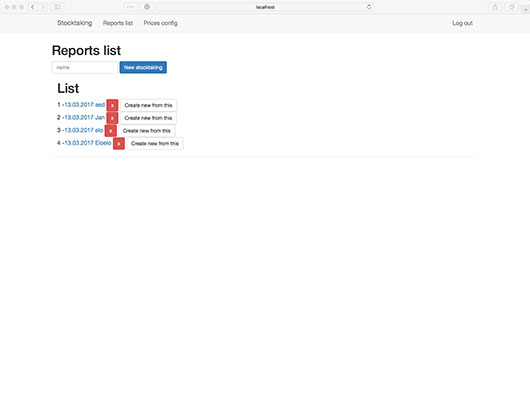 localhost
Stocktaking Reports list Prices config Log out
Reports list
name New stocktaking
List
1 -13.03.2017 asd x Create new from this
2 -13.03.2017 Jan x Create new from this
3 -13.03.2017 elo x Create new from this
4 -13.03.2017 Eloelo x Create new from this